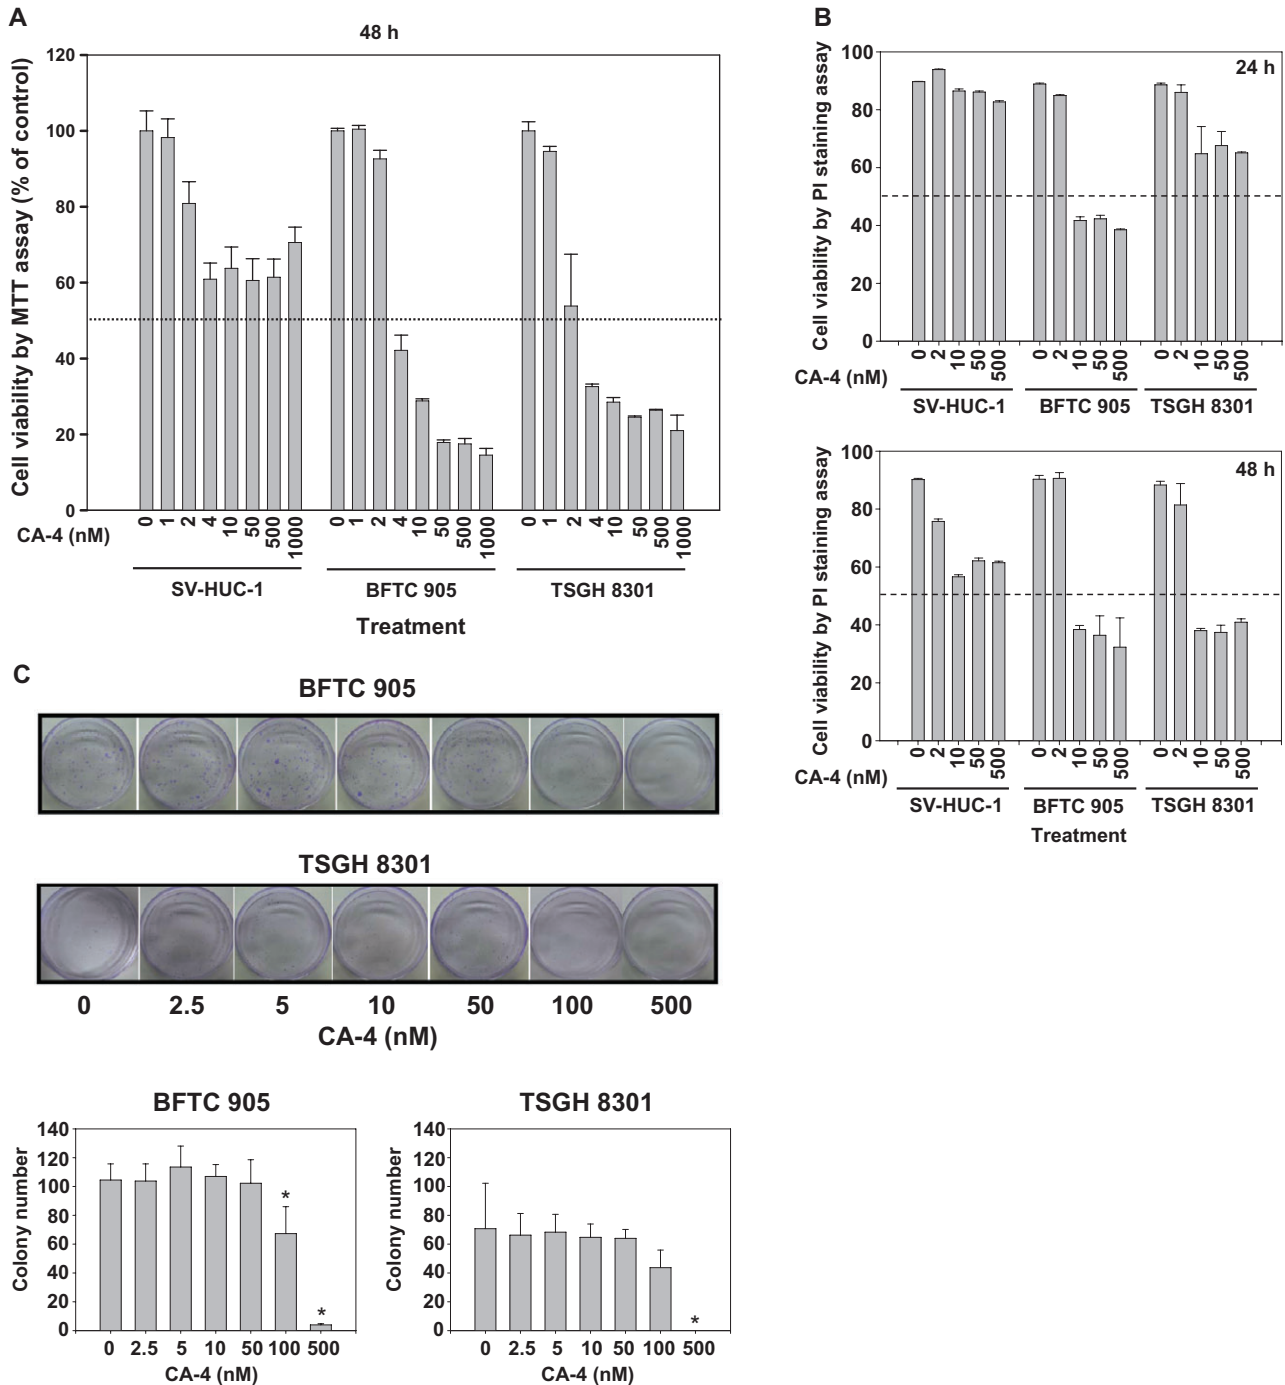 A
48 h
Cell viability by MTT assay (% of control)
120
100
80
60
40
20
0
CA-4 (nM)
0 1 2 4 10 50 500 1000 0 1 2 4 10 50 500 1000 0 1 2 4 10 50 500 1000
SV-HUC-1 BFTC 905 TSGH 8301
Treatment
B
24 h
Cell viability by PI staining assay
100
80
60
40
20
0
CA-4 (nM)
0 2 10 50 500 0 2 10 50 500 0 2 10 50 500
SV-HUC-1 BFTC 905 TSGH 8301
48 h
Cell viability by PI staining assay
100
80
60
40
20
0
CA-4 (nM)
0 2 10 50 500 0 2 10 50 500 0 2 10 50 500
SV-HUC-1 BFTC 905 TSGH 8301
Treatment
C
BFTC 905
TSGH 8301
0 2.5 5 10 50 100 500
CA-4 (nM)
BFTC 905
Colony number
140
120
100
80
60
40
20
0
* *
0 2.5 5 10 50 100 500
CA-4 (nM)
TSGH 8301
Colony number
140
120
100
80
60
40
20
0
*
0 2.5 5 10 50 100 500
CA-4 (nM)